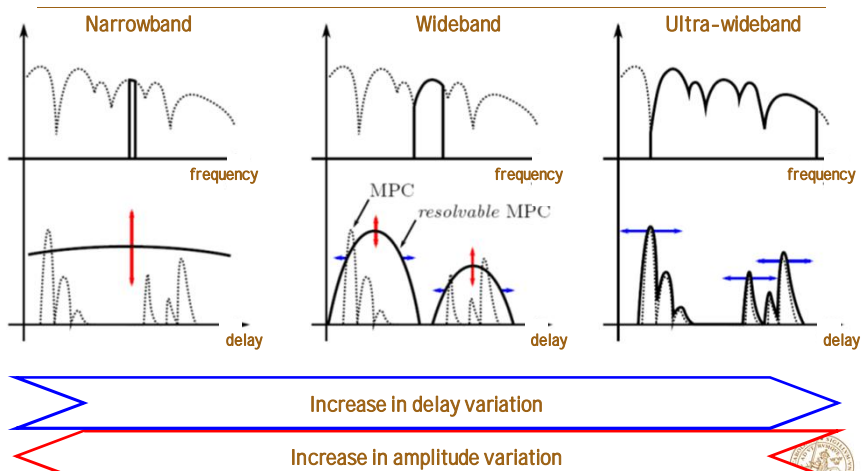 Narrowband
Wideband
Ultra-wideband
frequency
frequency
frequency
MPC
resolvable MPC
delay
delay
delay
Increase in delay variation
Increase in amplitude variation